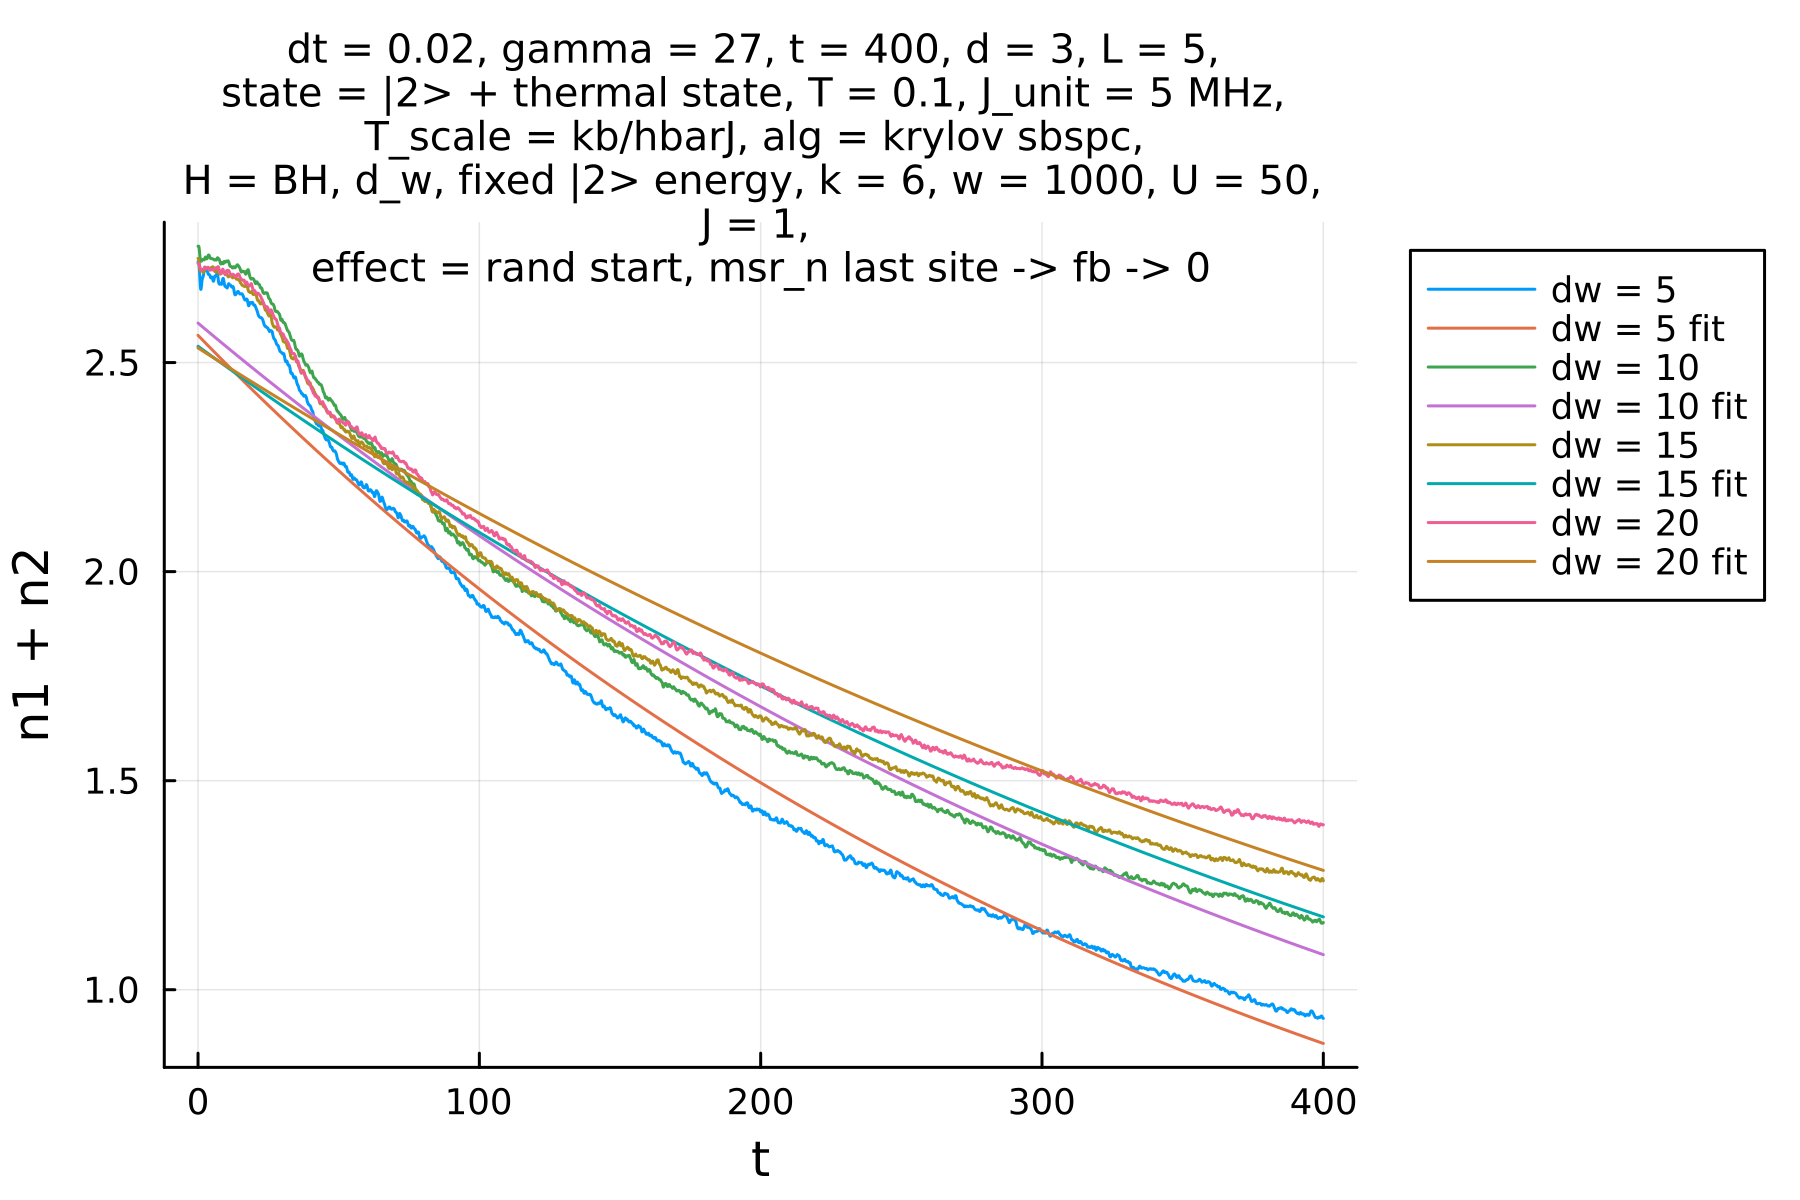 dt = 0.02, gamma = 27, t = 400, d = 3, L = 5,
state = |2> + thermal state, T = 0.1, J_unit = 5 MHz,
T_scale = kb/hbarJ, alg = krylov sbspc,
H = BH, d_w, fixed |2> energy, k = 6, w = 1000, U = 50,
J = 1,
effect = rand start, msr_n last site -> fb -> 0
n1 + n2
2.5
2.0
1.5
1.0
0
100
200
300
400
t
dw = 5
dw = 5 fit
dw = 10
dw = 10 fit
dw = 15
dw = 15 fit
dw = 20
dw = 20 fit